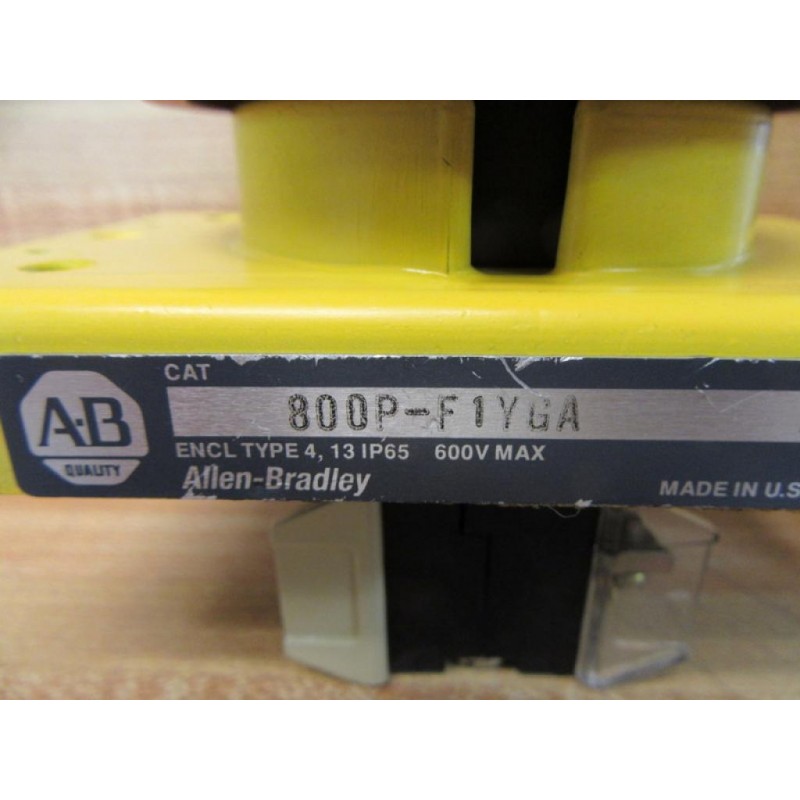 CAT
800P-F1YGA
A-B
QUALITY
ENCL TYPE 4, 13 IP65 600V MAX
Allen-Bradley
MADE IN U.S